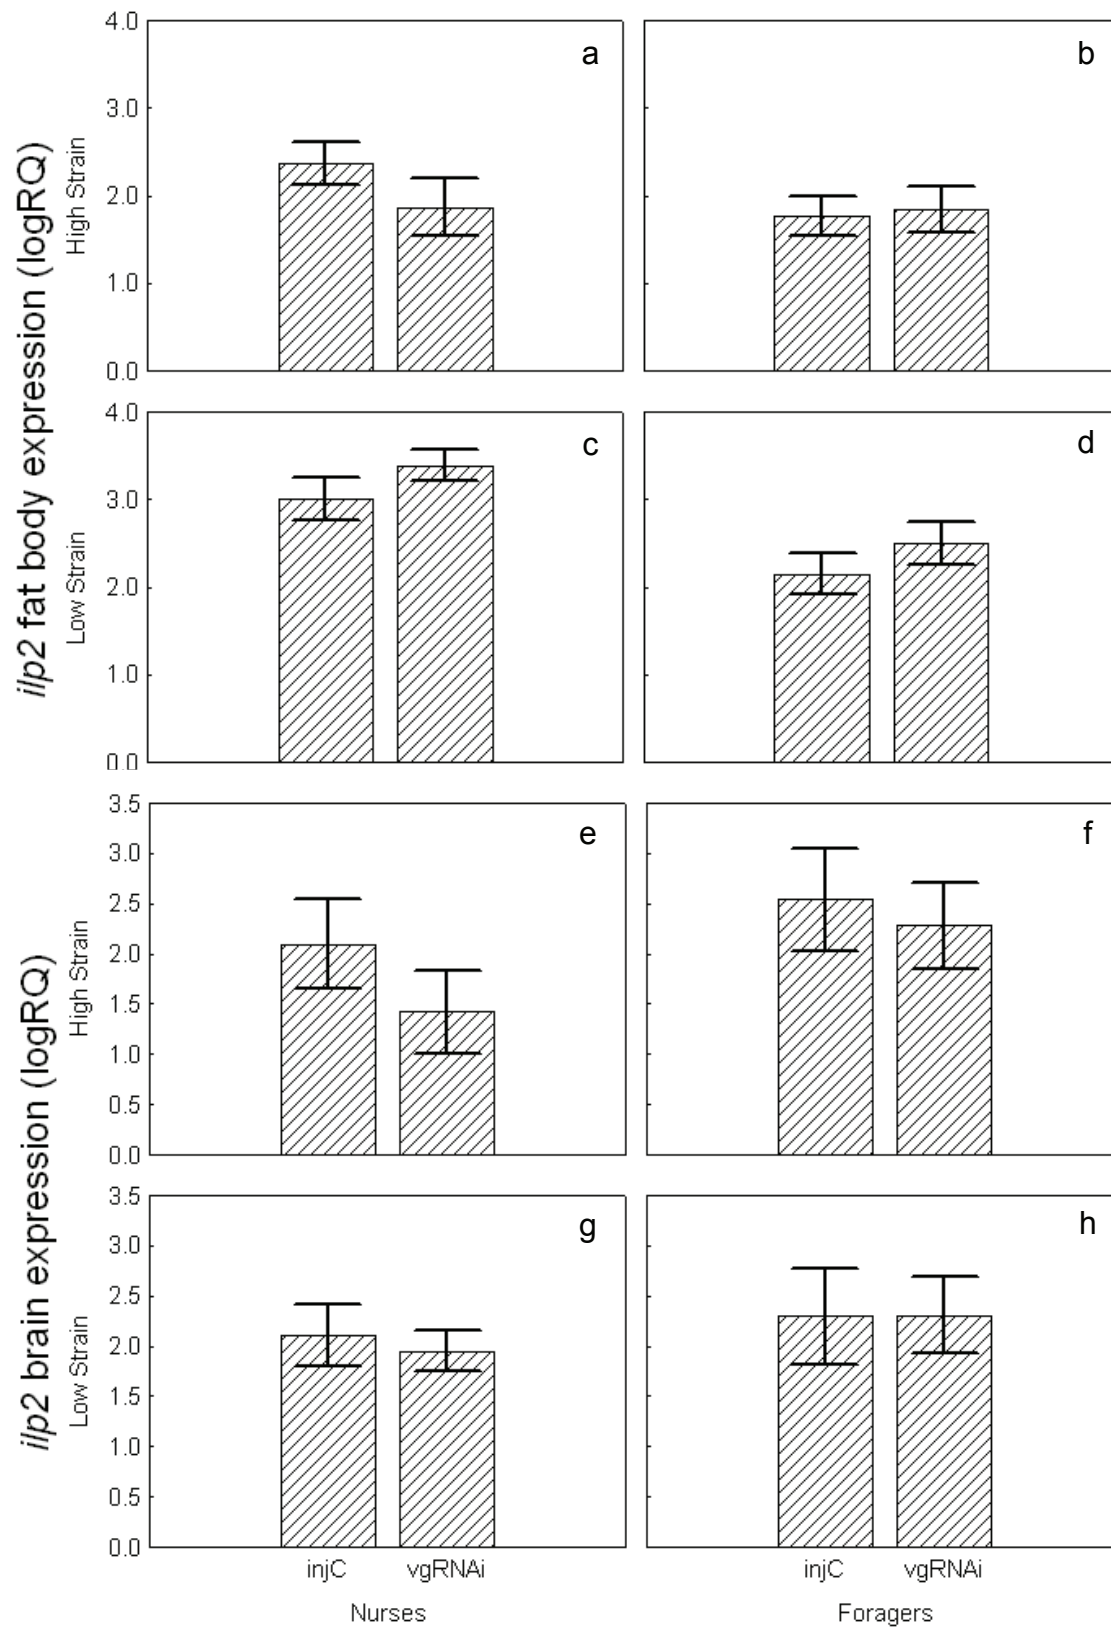 ilp2 fat body expression (logRQ)
High Strain
4.0
3.0
2.0
1.0
0.0
a
b
Low Strain
4.0
3.0
2.0
1.0
0.0
c
d
ilp2 brain expression (logRQ)
High Strain
3.5
3.0
2.5
2.0
1.5
1.0
0.5
0.0
e
f
Low Strain
3.5
3.0
2.5
2.0
1.5
1.0
0.5
0.0
g
h
injC vgRNAi injC vgRNAi
Nurses Foragers